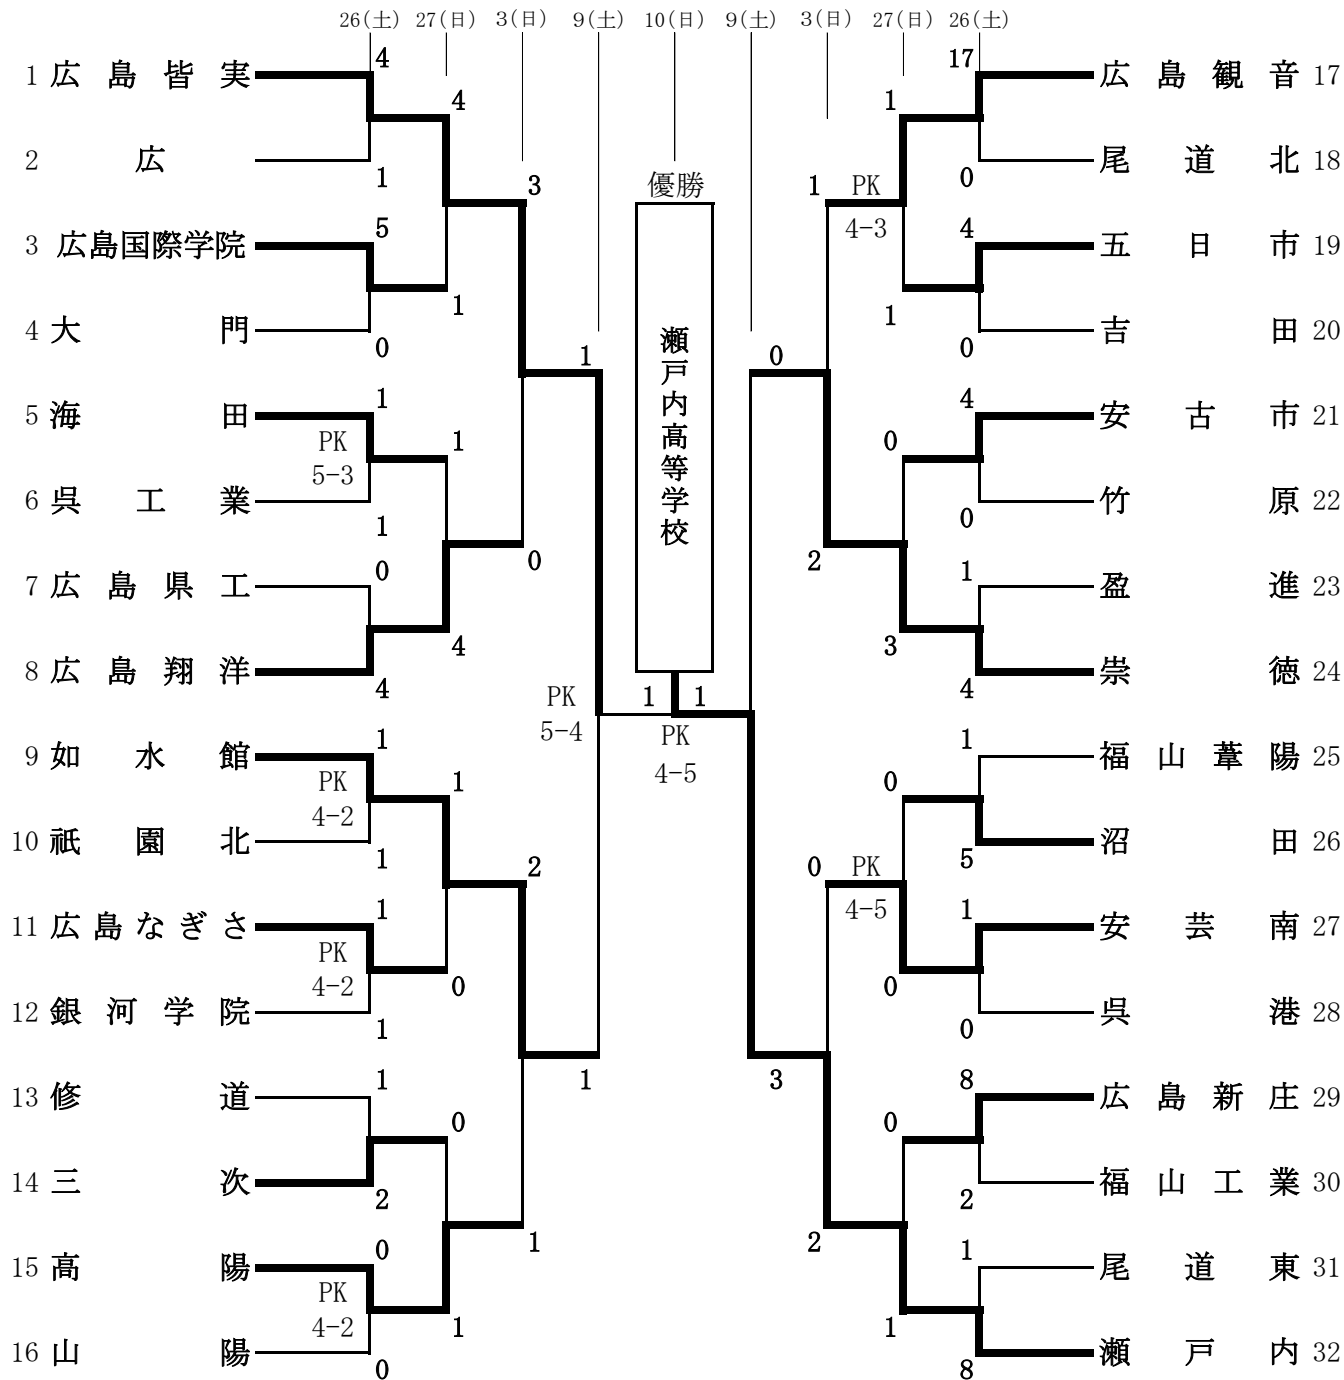 26(土) 27(日) 3(日) 9(土) 10(日) 9(土) 3(日) 27(日) 26(土)
優勝
瀬戸内高等学校
1 広島皆実
4
4
2 広
1
3
3 広島国際学院
5
1
4 大門
0
1
5 海田
1
PK
5-3
1
6 呉工業
1
0
7 広島県工
0
4
8 広島翔洋
4
PK
5-4
9 如水館
1
PK
4-2
1
10 祇園北
1
2
11 広島なぎさ
1
PK
4-2
0
12 銀河学院
1
1
13 修道
1
0
14 三次
2
1
15 高陽
0
PK
4-2
1
16 山陽
0
1 1
PK
4-5
17
広島観音 17
1
尾道北 18
0
1
PK
4-3
4
五日市 19
1
吉田 20
0
0
4
安古市 21
0
竹原 22
0
2
1
盈進 23
3
崇徳 24
4
1
福山葦陽 25
0
沼田 26
5
0
PK
4-5
1
安芸南 27
0
呉港 28
0
3
8
広島新庄 29
0
福山工業 30
2
2
1
尾道東 31
1
瀬戸内 32
8